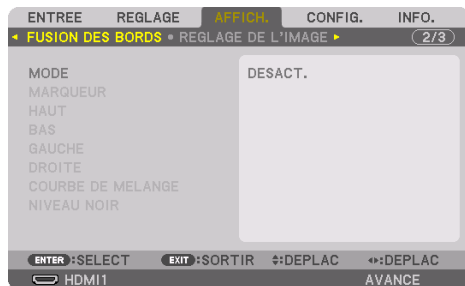 ENTREE REGLAGE AFFICH. CONFIG. INFO.
◂ FUSION DES BORDS • REGLAGE DE L'IMAGE ▸ 2/3
MODE DESACT.
MARQUEUR
HAUT
BAS
GAUCHE
DROITE
COURBE DE MELANGE
NIVEAU NOIR
ENTER:SELECT EXIT:SORTIR :DEPLAC :DEPLAC
HDMI1 AVANCE